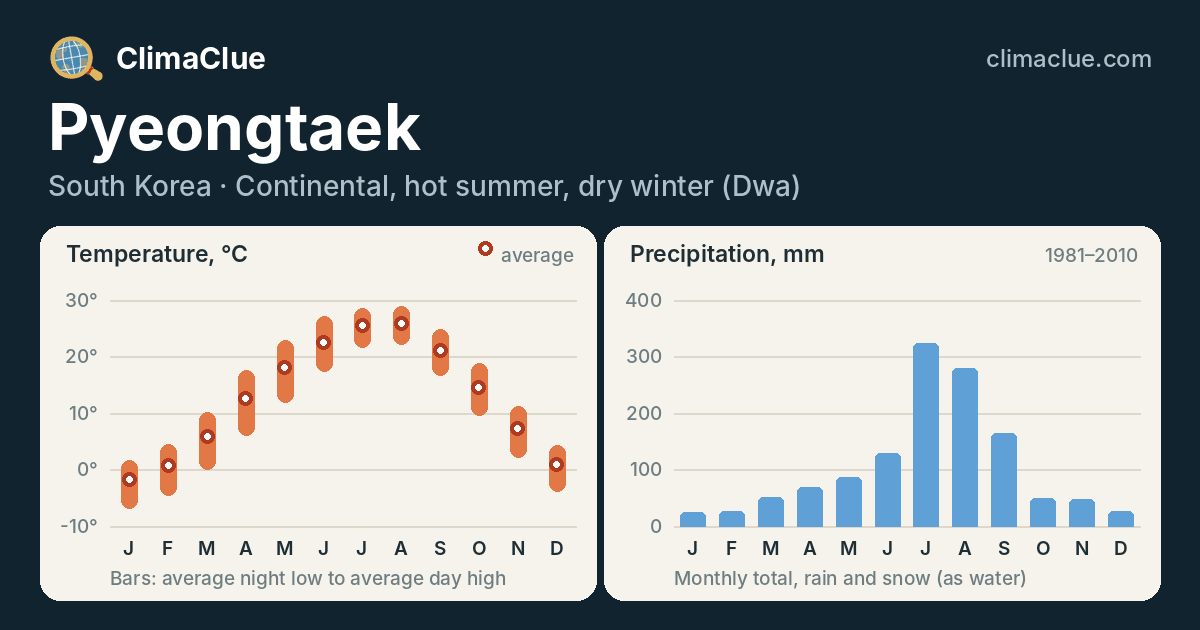 ClimaClue
climaclue.com
Pyeongtaek
South Korea · Continental, hot summer, dry winter (Dwa)
Temperature, °C
average
30°
20°
10°
0°
-10°
J F M A M J J A S O N D
Bars: average night low to average day high
Precipitation, mm
1981–2010
400
300
200
100
0
J F M A M J J A S O N D
Monthly total, rain and snow (as water)